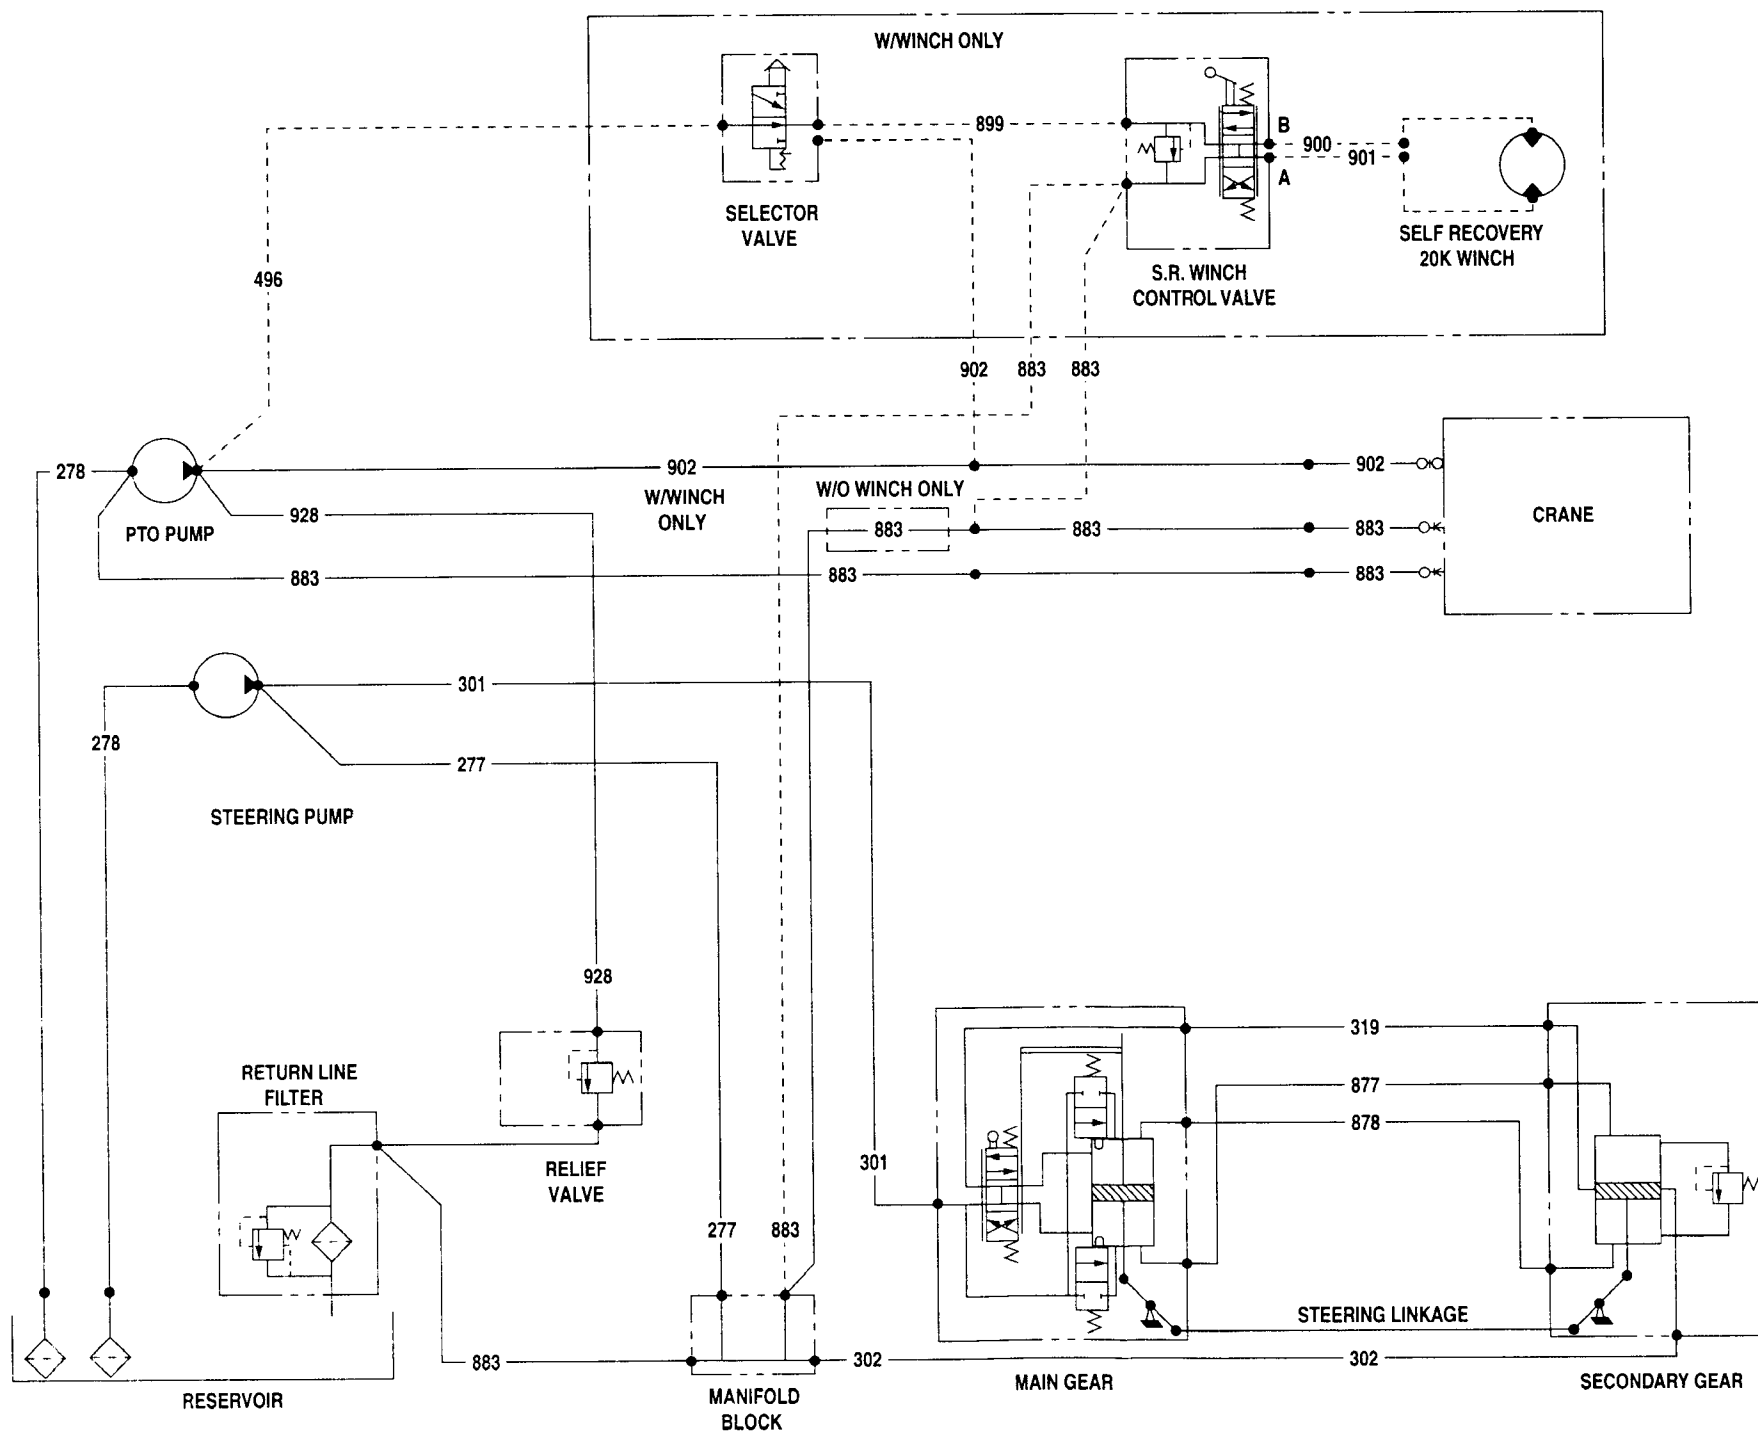 W/WINCH ONLY
B
899
900
901
A
SELECTOR
VALVE
SELF RECOVERY
20K WINCH
S.R. WINCH
CONTROL VALVE
496
902
883
883
278
902
902
W/WINCH
ONLY
W/O WINCH ONLY
928
883
883
883
CRANE
PTO PUMP
883
883
883
301
278
277
STEERING PUMP
928
319
RETURN LINE
FILTER
877
878
301
RELIEF
VALVE
277
883
STEERING LINKAGE
883
302
302
RESERVOIR
MANIFOLD
BLOCK
MAIN GEAR
SECONDARY GEAR